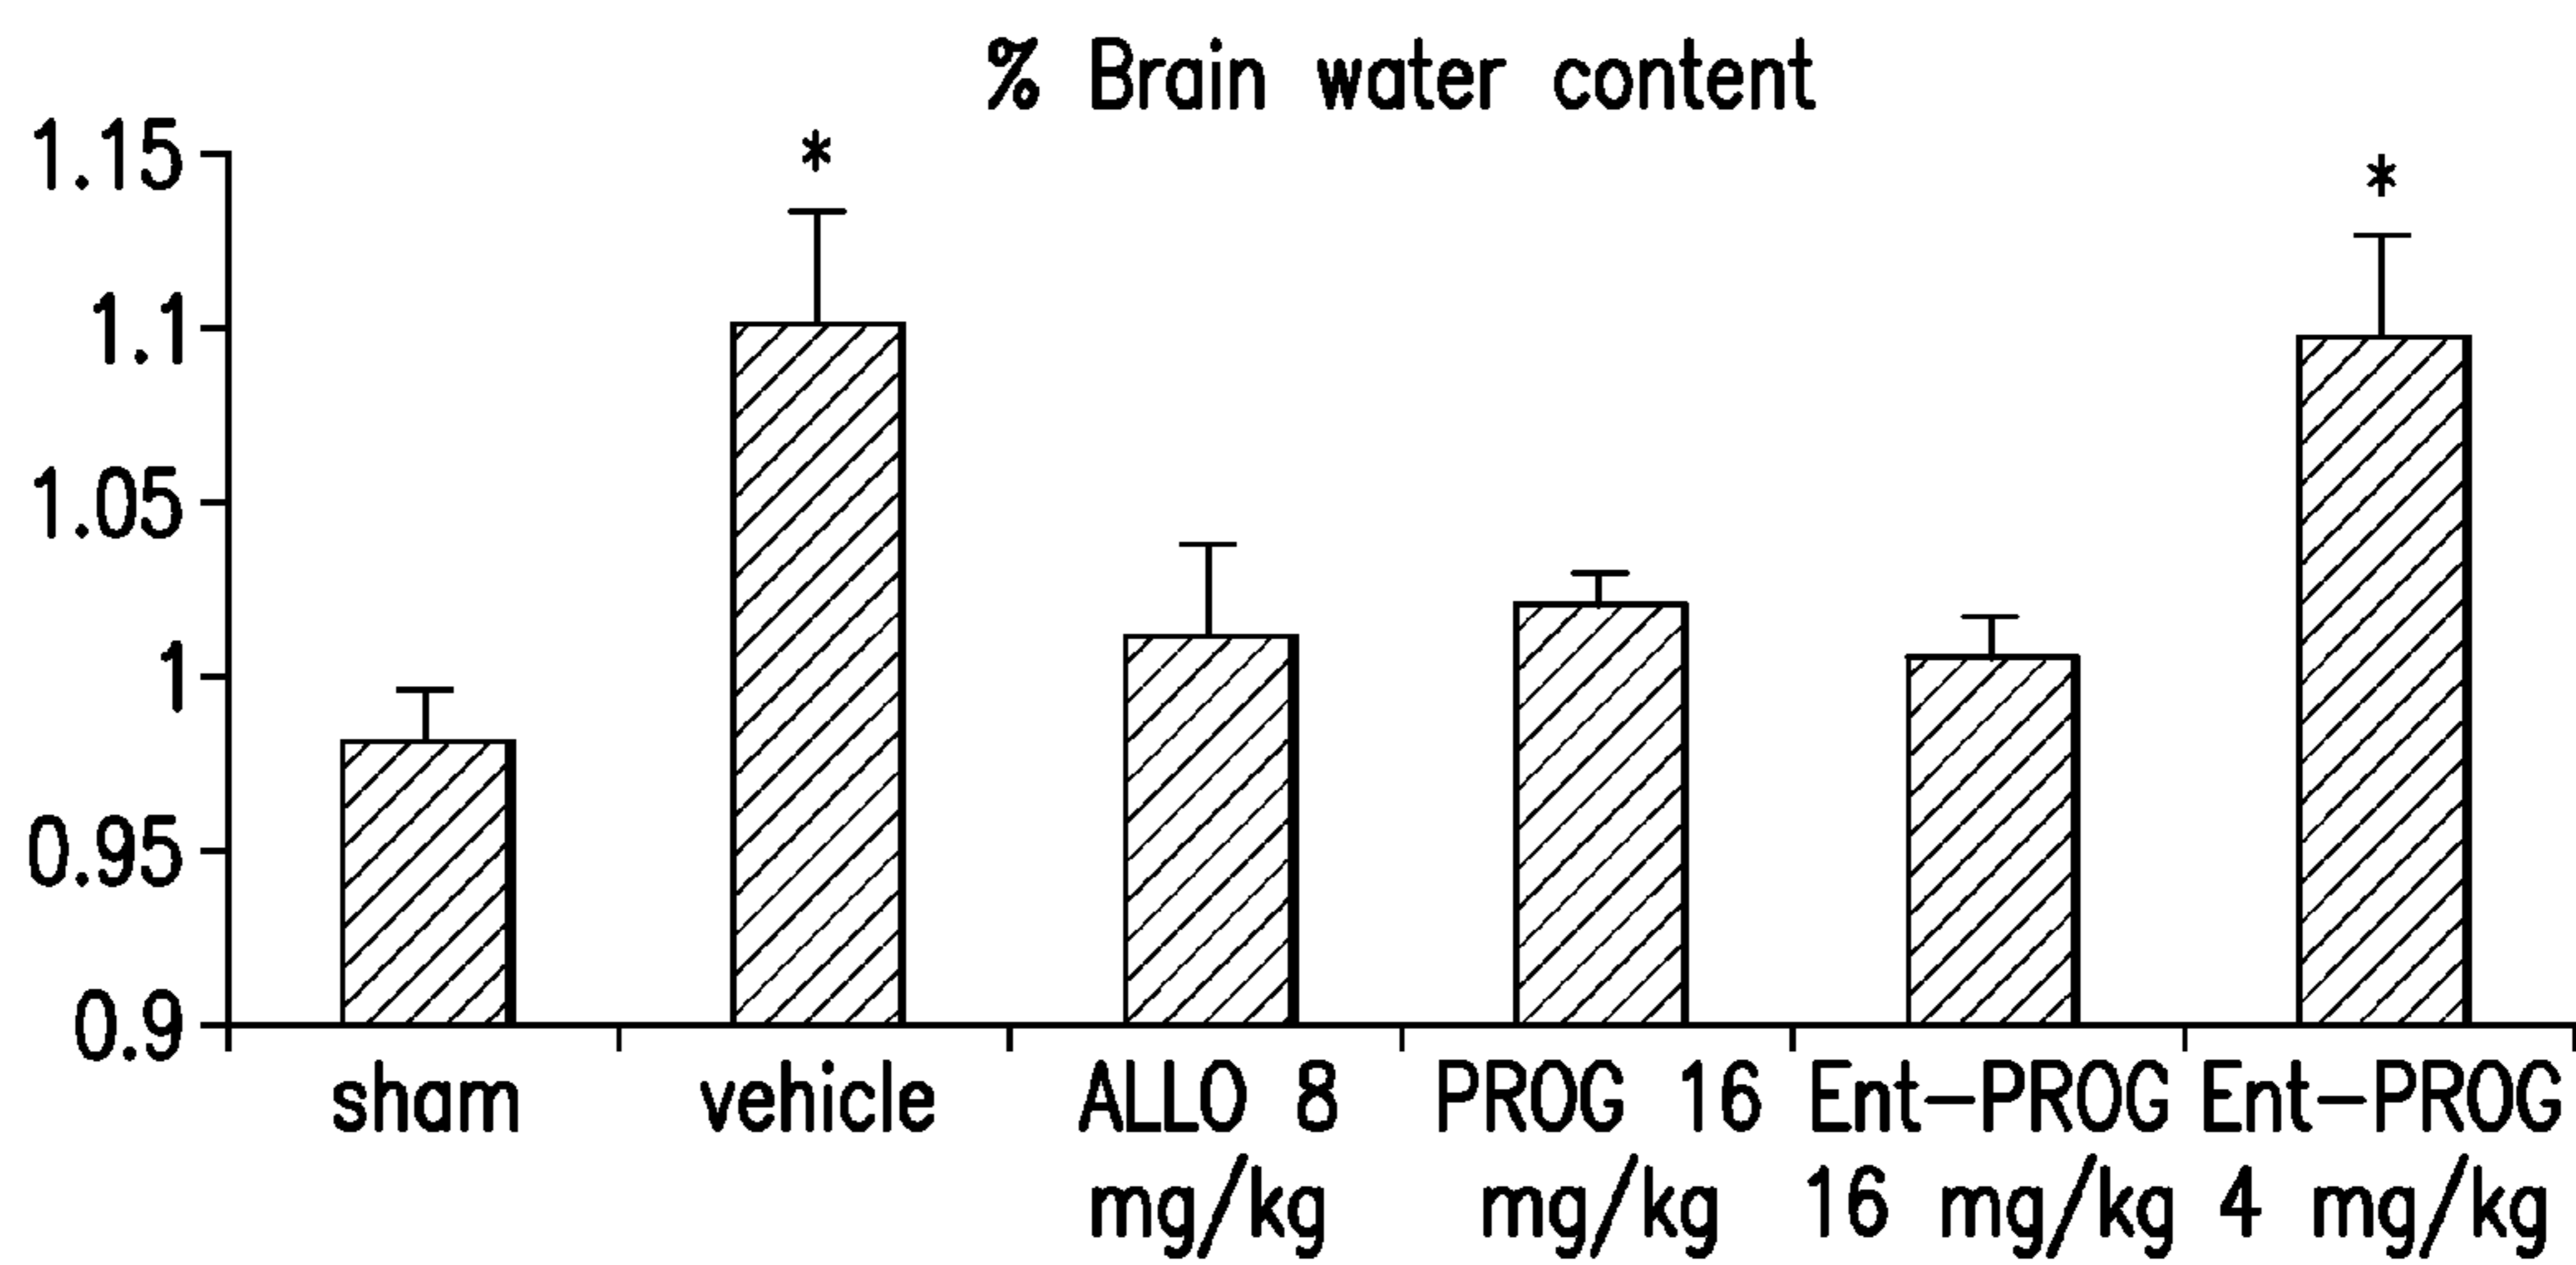 % Brain water content
1.15
*
*
1.1
1.05
1
0.95
0.9
sham vehicle ALLO 8 PROG 16 Ent-PROG Ent-PROG
mg/kg mg/kg 16 mg/kg 4 mg/kg